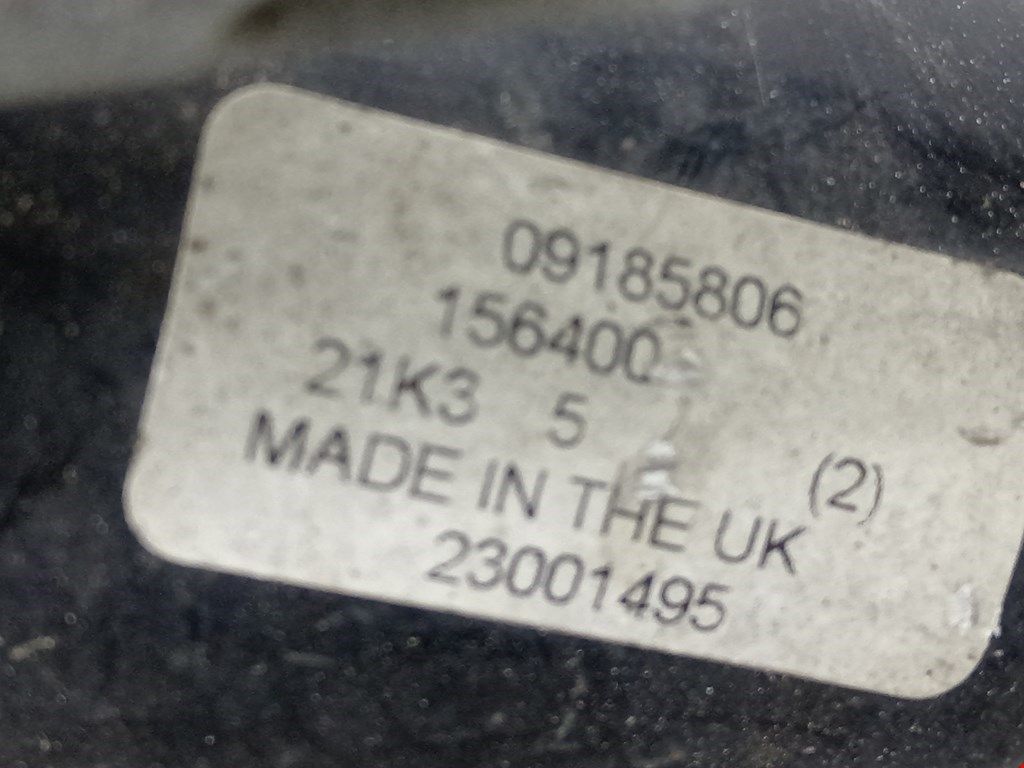 09185806
156400
21K3 5
(2)
MADE IN THE UK
23001495